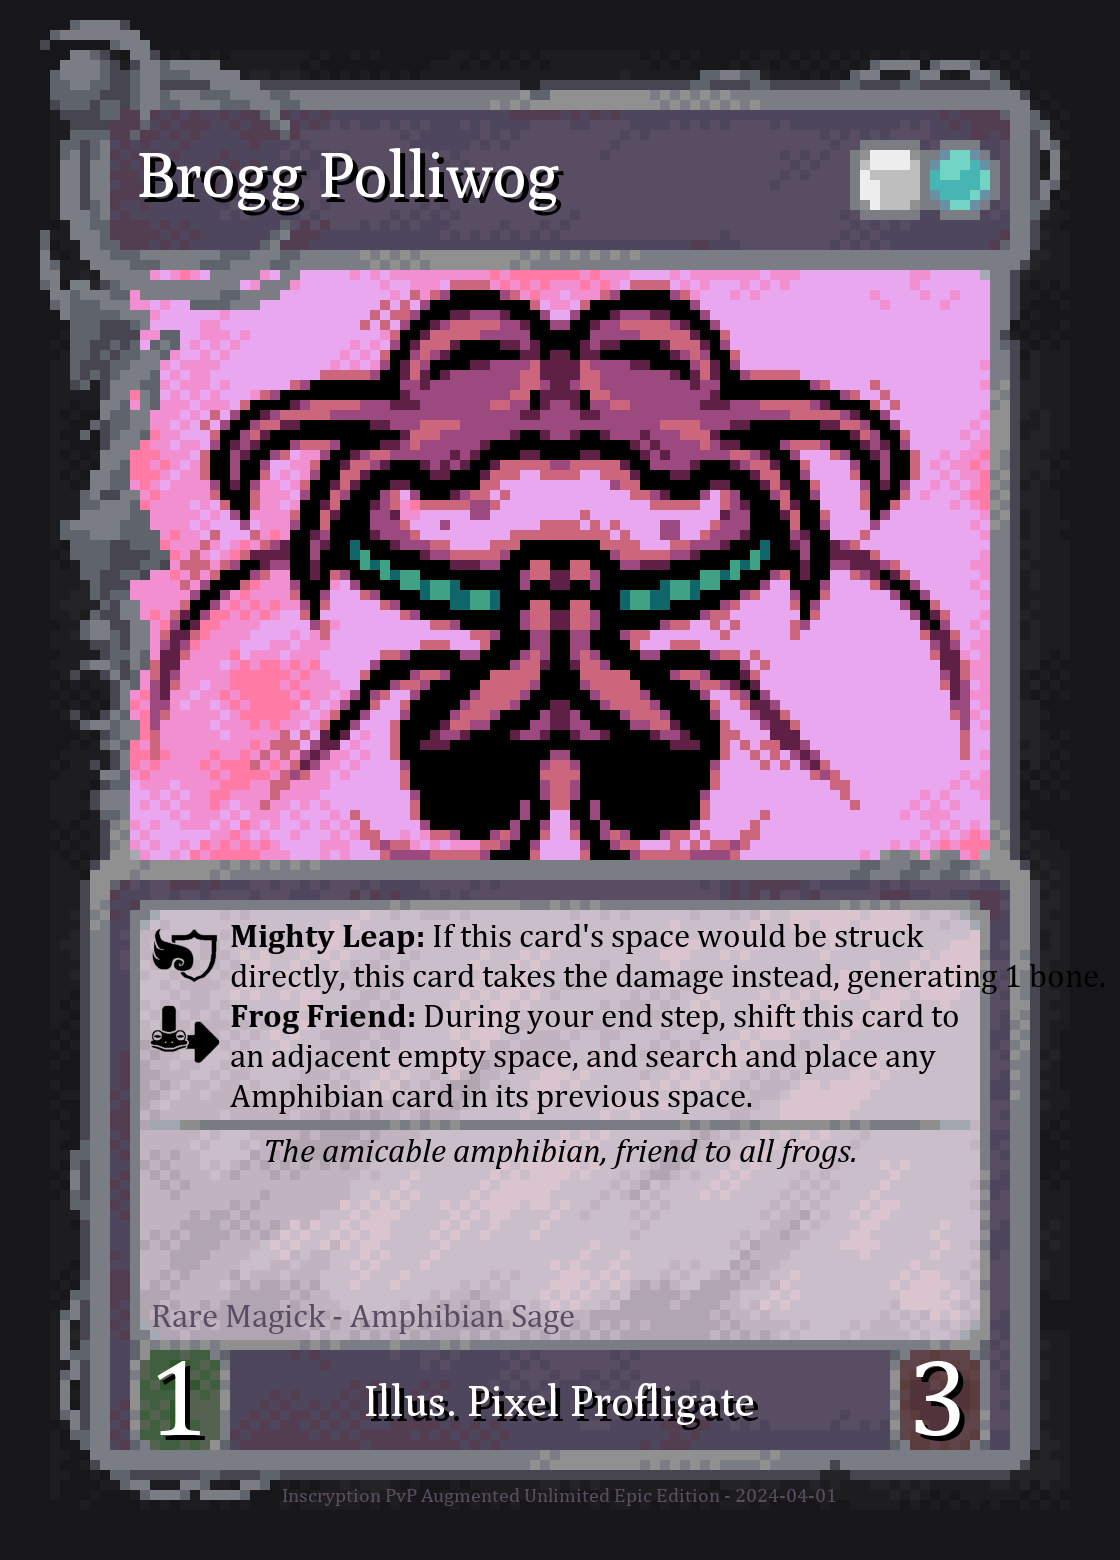 Brogg Polliwog
Mighty Leap: If this card's space would be struck
directly, this card takes the damage instead, generating 1 bone.
Frog Friend: During your end step, shift this card to
an adjacent empty space, and search and place any
Amphibian card in its previous space.
The amicable amphibian, friend to all frogs.
Rare Magick - Amphibian Sage
1
Illus. Pixel Profligate
3
Inscryption PvP Augmented Unlimited Epic Edition - 2024-04-01